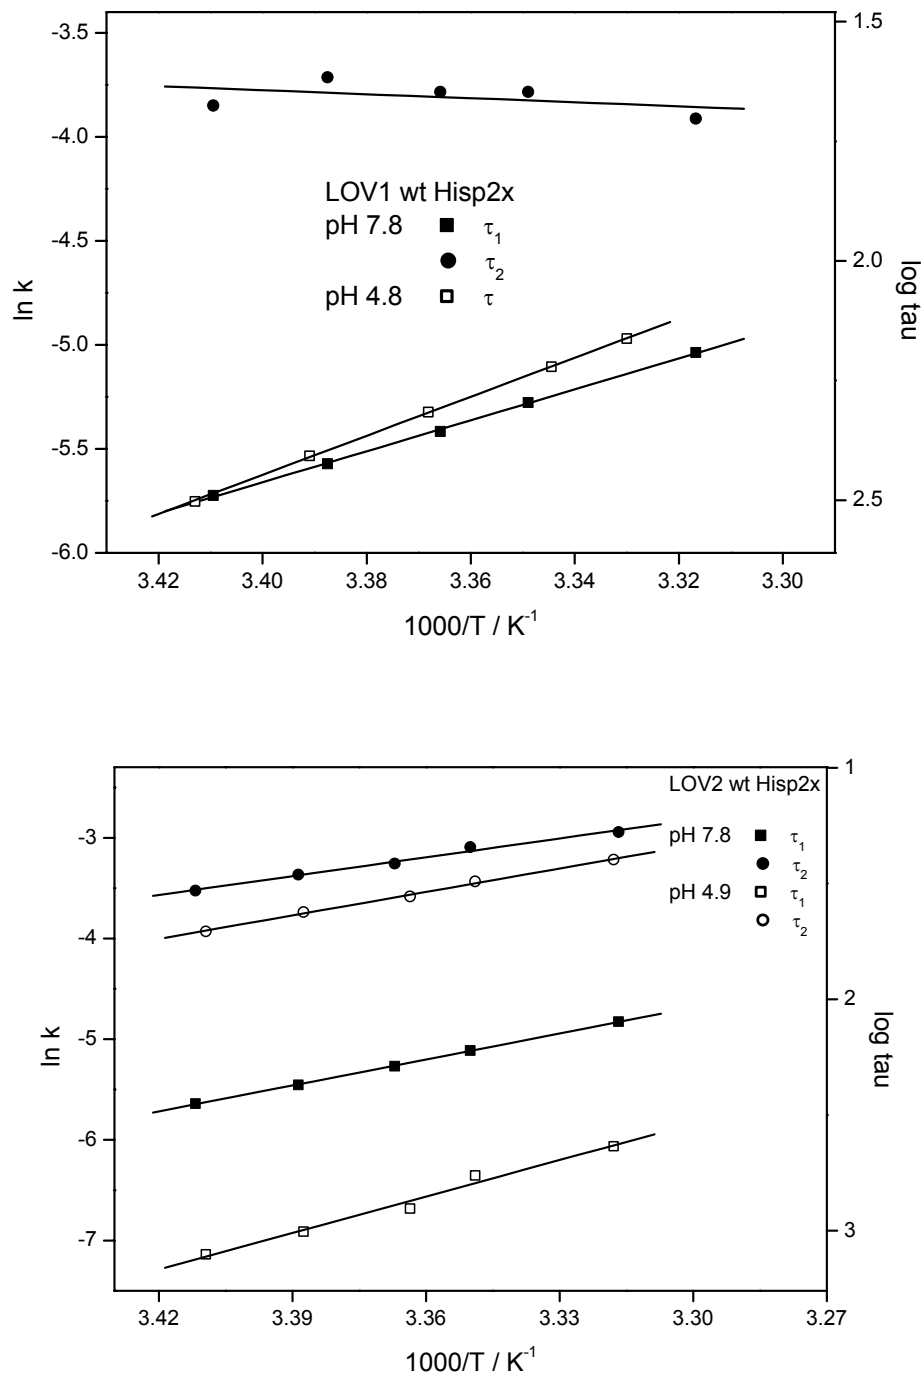 -3.5
-4.0
-4.5
-5.0
-5.5
-6.0
ln k
1.5
2.0
2.5
log tau
LOV1 wt Hisp2x
pH 7.8 ■ τ1
● τ2
pH 4.8 □ τ
3.42 3.40 3.38 3.36 3.34 3.32 3.30
1000/T / K-1
-3
-4
-5
-6
-7
ln k
1
2
3
log tau
LOV2 wt Hisp2x
pH 7.8 ■ τ1
● τ2
pH 4.9 □ τ1
○ τ2
3.42 3.39 3.36 3.33 3.30 3.27
1000/T / K-1